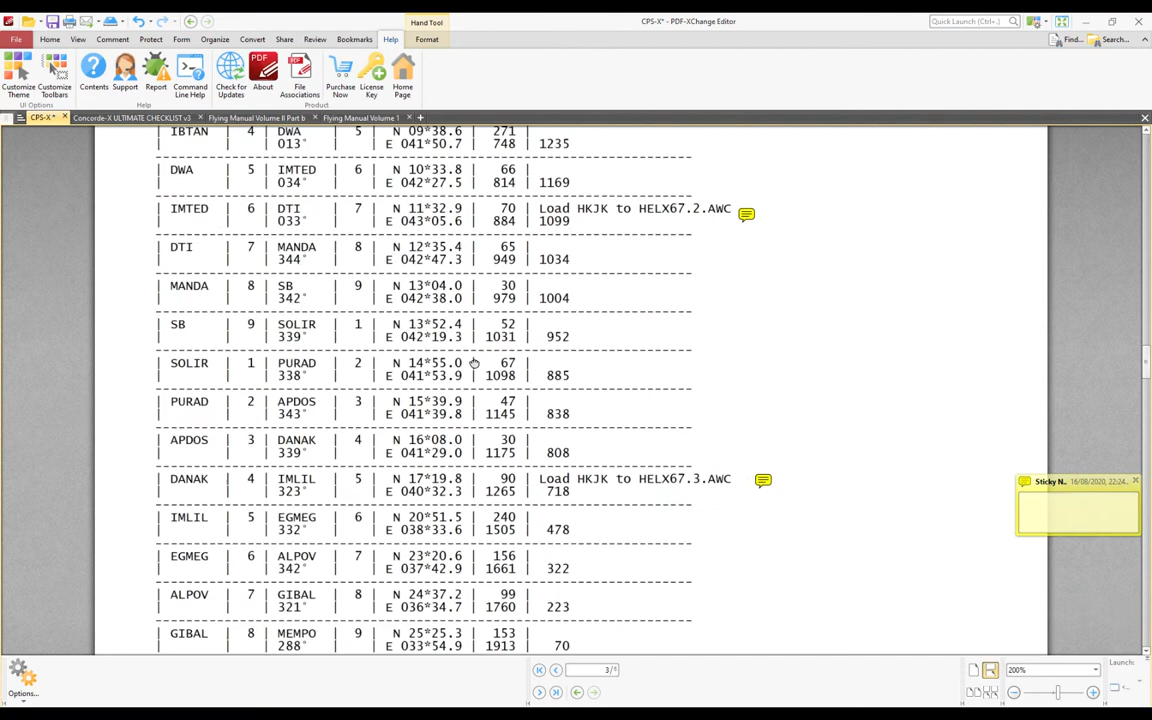 CPS-X* - PDF-XChange Editor
Hand Tool
Quick Launch (Ctrl+.)
File Home View Comment Protect Form Organize Convert Share Review Bookmarks Help Format
Find... Search...
Customize Theme
Customize Toolbars
Contents
Support
Report
Command Line Help
Check for Updates
PDF
About
File Associations
Purchase Now
License Key
Home Page
UI Options Help Product
CPS-X* Concorde-X ULTIMATE CHECKLIST v3 Flying Manual Volume II Part b Flying Manual Volume 1
| IBTAN | 4 | DWA | 5 | N 09*38.6 | 271 |
| | | 013° | | E 041*50.7 | 748 | 1235
| DWA | 5 | IMTED | 6 | N 10*33.8 | 66 |
| | | 034° | | E 042*27.5 | 814 | 1169
| IMTED | 6 | DTI | 7 | N 11*32.9 | 70 | Load HKJK to HELX67.2.AWC
| | | 033° | | E 043*05.6 | 884 | 1099
| DTI | 7 | MANDA | 8 | N 12*35.4 | 65 |
| | | 344° | | E 042*47.3 | 949 | 1034
| MANDA | 8 | SB | 9 | N 13*04.0 | 30 |
| | | 342° | | E 042*38.0 | 979 | 1004
| SB | 9 | SOLIR | 1 | N 13*52.4 | 52 |
| | | 339° | | E 042*19.3 | 1031 | 952
| SOLIR | 1 | PURAD | 2 | N 14*55.0 | 67 |
| | | 338° | | E 041*53.9 | 1098 | 885
| PURAD | 2 | APDOS | 3 | N 15*39.9 | 47 |
| | | 343° | | E 041*39.8 | 1145 | 838
| APDOS | 3 | DANAK | 4 | N 16*08.0 | 30 |
| | | 339° | | E 041*29.0 | 1175 | 808
| DANAK | 4 | IMLIL | 5 | N 17*19.8 | 90 | Load HKJK to HELX67.3.AWC
| | | 323° | | E 040*32.3 | 1265 | 718
| IMLIL | 5 | EGMEG | 6 | N 20*51.5 | 240 |
| | | 332° | | E 038*33.6 | 1505 | 478
| EGMEG | 6 | ALPOV | 7 | N 23*20.6 | 156 |
| | | 342° | | E 037*42.9 | 1661 | 322
| ALPOV | 7 | GIBAL | 8 | N 24*37.2 | 99 |
| | | 321° | | E 036*34.7 | 1760 | 223
| GIBAL | 8 | MEMPO | 9 | N 25*25.3 | 153 |
| | | 288° | | E 033*54.9 | 1913 | 70
Sticky N.. 16/08/2020, 22:24...
Options...
200%
Launch: